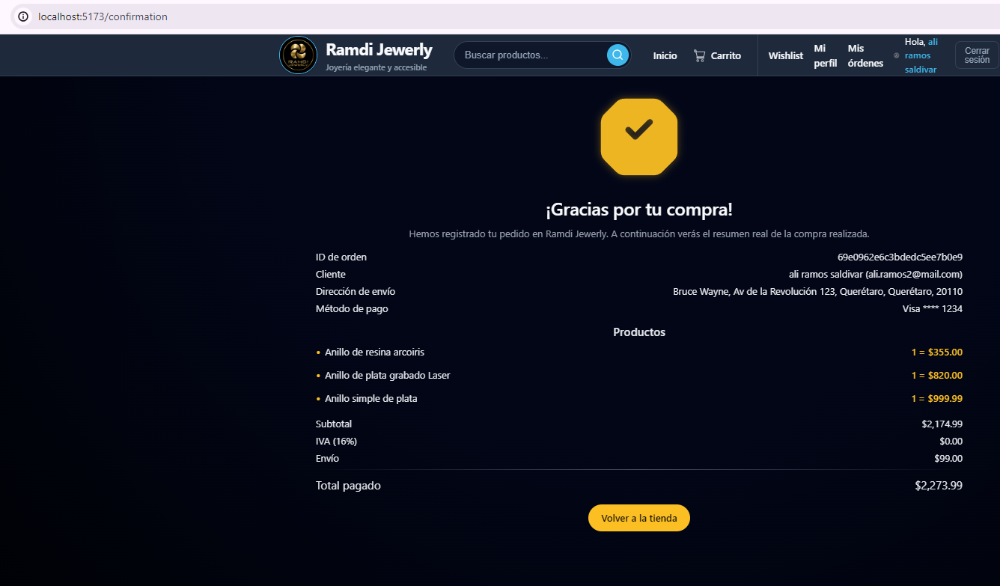 localhost:5173/confirmation
RAMDI
JEWERLY
Ramdi Jewerly
Joyería elegante y accesible
Buscar productos...
Inicio
Carrito
Wishlist
Mi perfil
Mis órdenes
Hola, ali ramos saldivar
Cerrar sesión
¡Gracias por tu compra!
Hemos registrado tu pedido en Ramdi Jewerly. A continuación verás el resumen real de la compra realizada.
ID de orden 69e0962e6c3bdedc5ee7b0e9
Cliente ali ramos saldivar (ali.ramos2@mail.com)
Dirección de envío Bruce Wayne, Av de la Revolución 123, Querétaro, Querétaro, 20110
Método de pago Visa **** 1234
Productos
• Anillo de resina arcoiris 1 = $355.00
• Anillo de plata grabado Laser 1 = $820.00
• Anillo simple de plata 1 = $999.99
Subtotal $2,174.99
IVA (16%) $0.00
Envío $99.00
Total pagado $2,273.99
Volver a la tienda